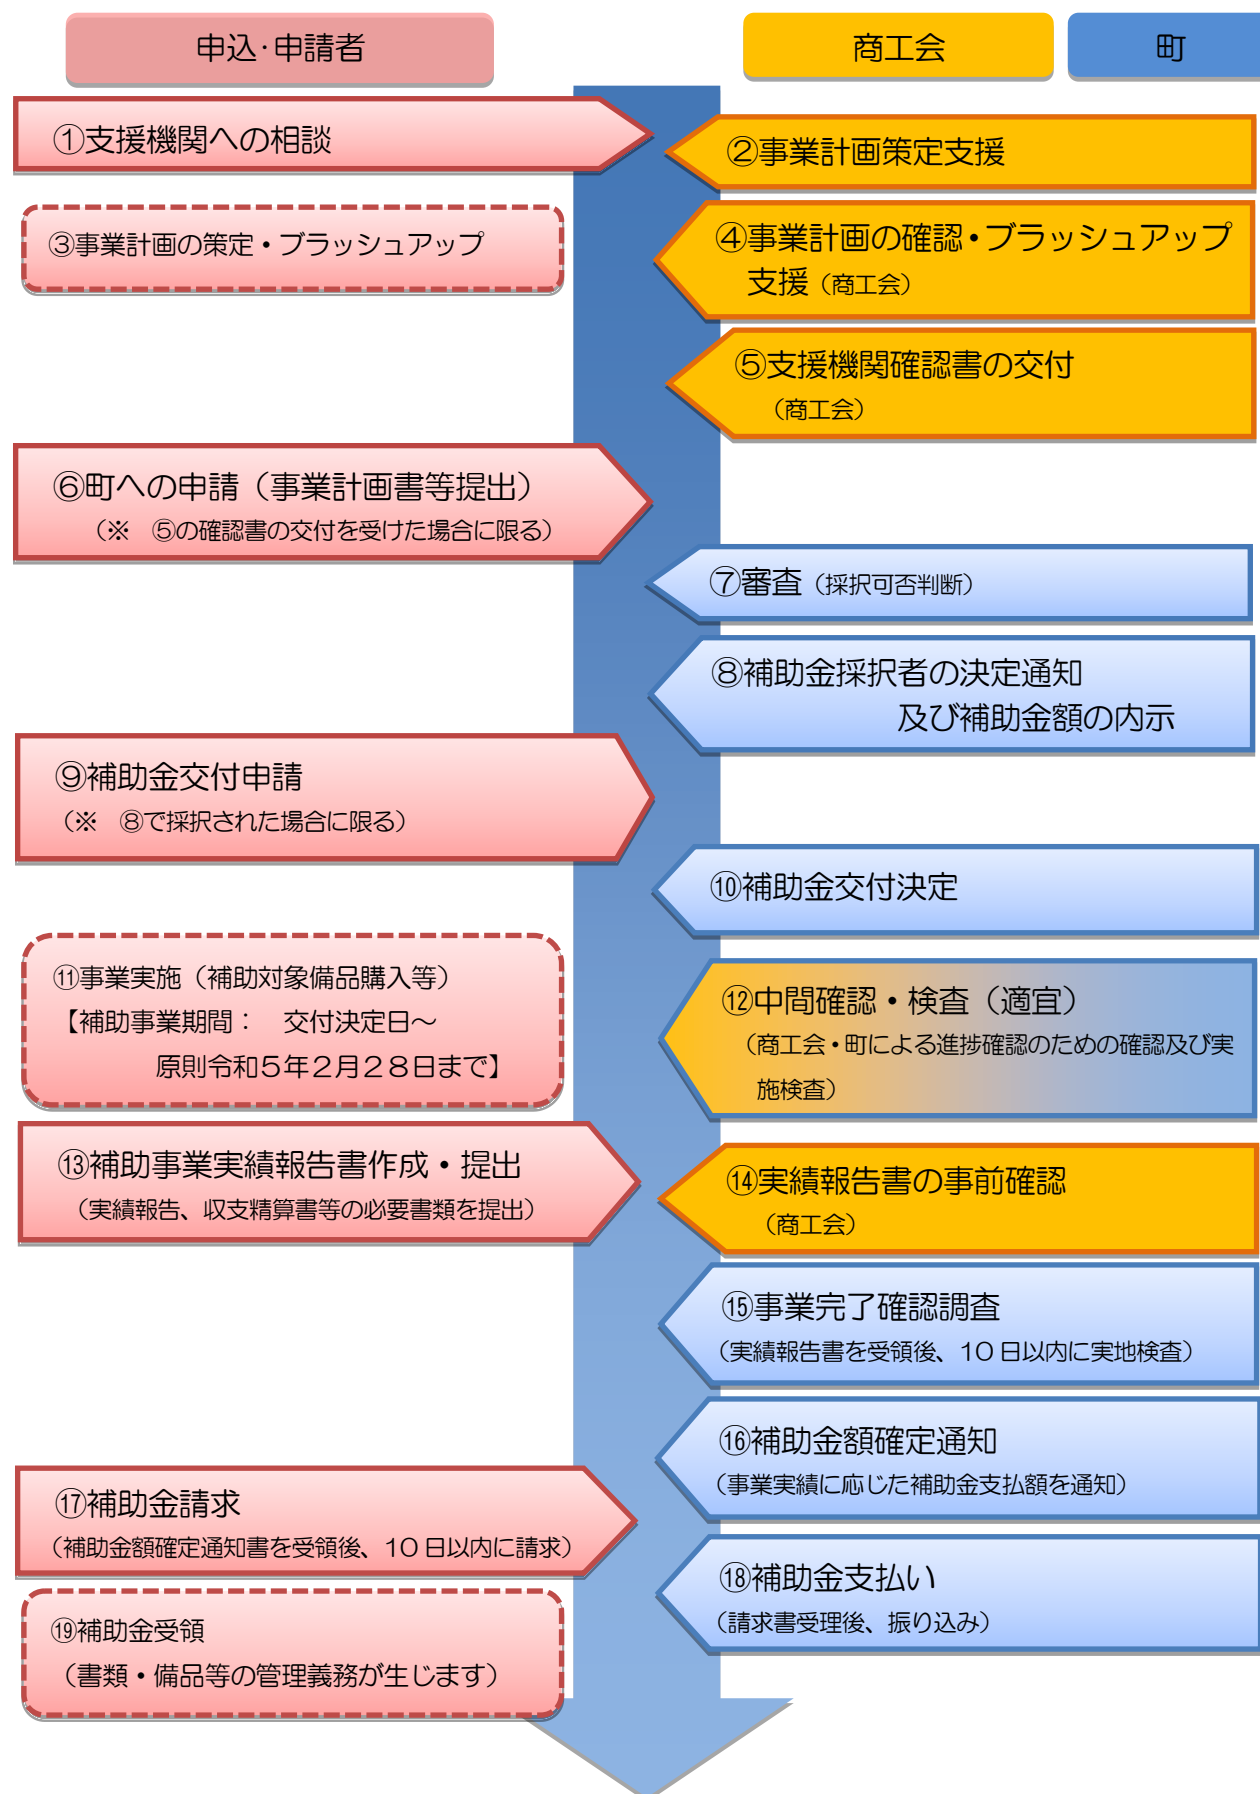 申込･申請者
商工会
町
①支援機関への相談
②事業計画策定支援
③事業計画の策定・ブラッシュアップ
④事業計画の確認・ブラッシュアップ
支援（商工会）
⑤支援機関確認書の交付
（商工会）
⑥町への申請（事業計画書等提出）
（※　⑤の確認書の交付を受けた場合に限る）
⑦審査（採択可否判断）
⑧補助金採択者の決定通知
及び補助金額の内示
⑨補助金交付申請
（※　⑧で採択された場合に限る）
⑩補助金交付決定
⑪事業実施（補助対象備品購入等）
【補助事業期間：　交付決定日～
原則令和５年２月２８日まで】
⑫中間確認・検査（適宜）
（商工会・町による進捗確認のための確認及び実
施検査）
⑬補助事業実績報告書作成・提出
（実績報告、収支精算書等の必要書類を提出）
⑭実績報告書の事前確認
（商工会）
⑮事業完了確認調査
（実績報告書を受領後、10 日以内に実地検査）
⑯補助金額確定通知
（事業実績に応じた補助金支払額を通知）
⑰補助金請求
（補助金額確定通知書を受領後、10 日以内に請求）
⑱補助金支払い
（請求書受理後、振り込み）
⑲補助金受領
（書類・備品等の管理義務が生じます）